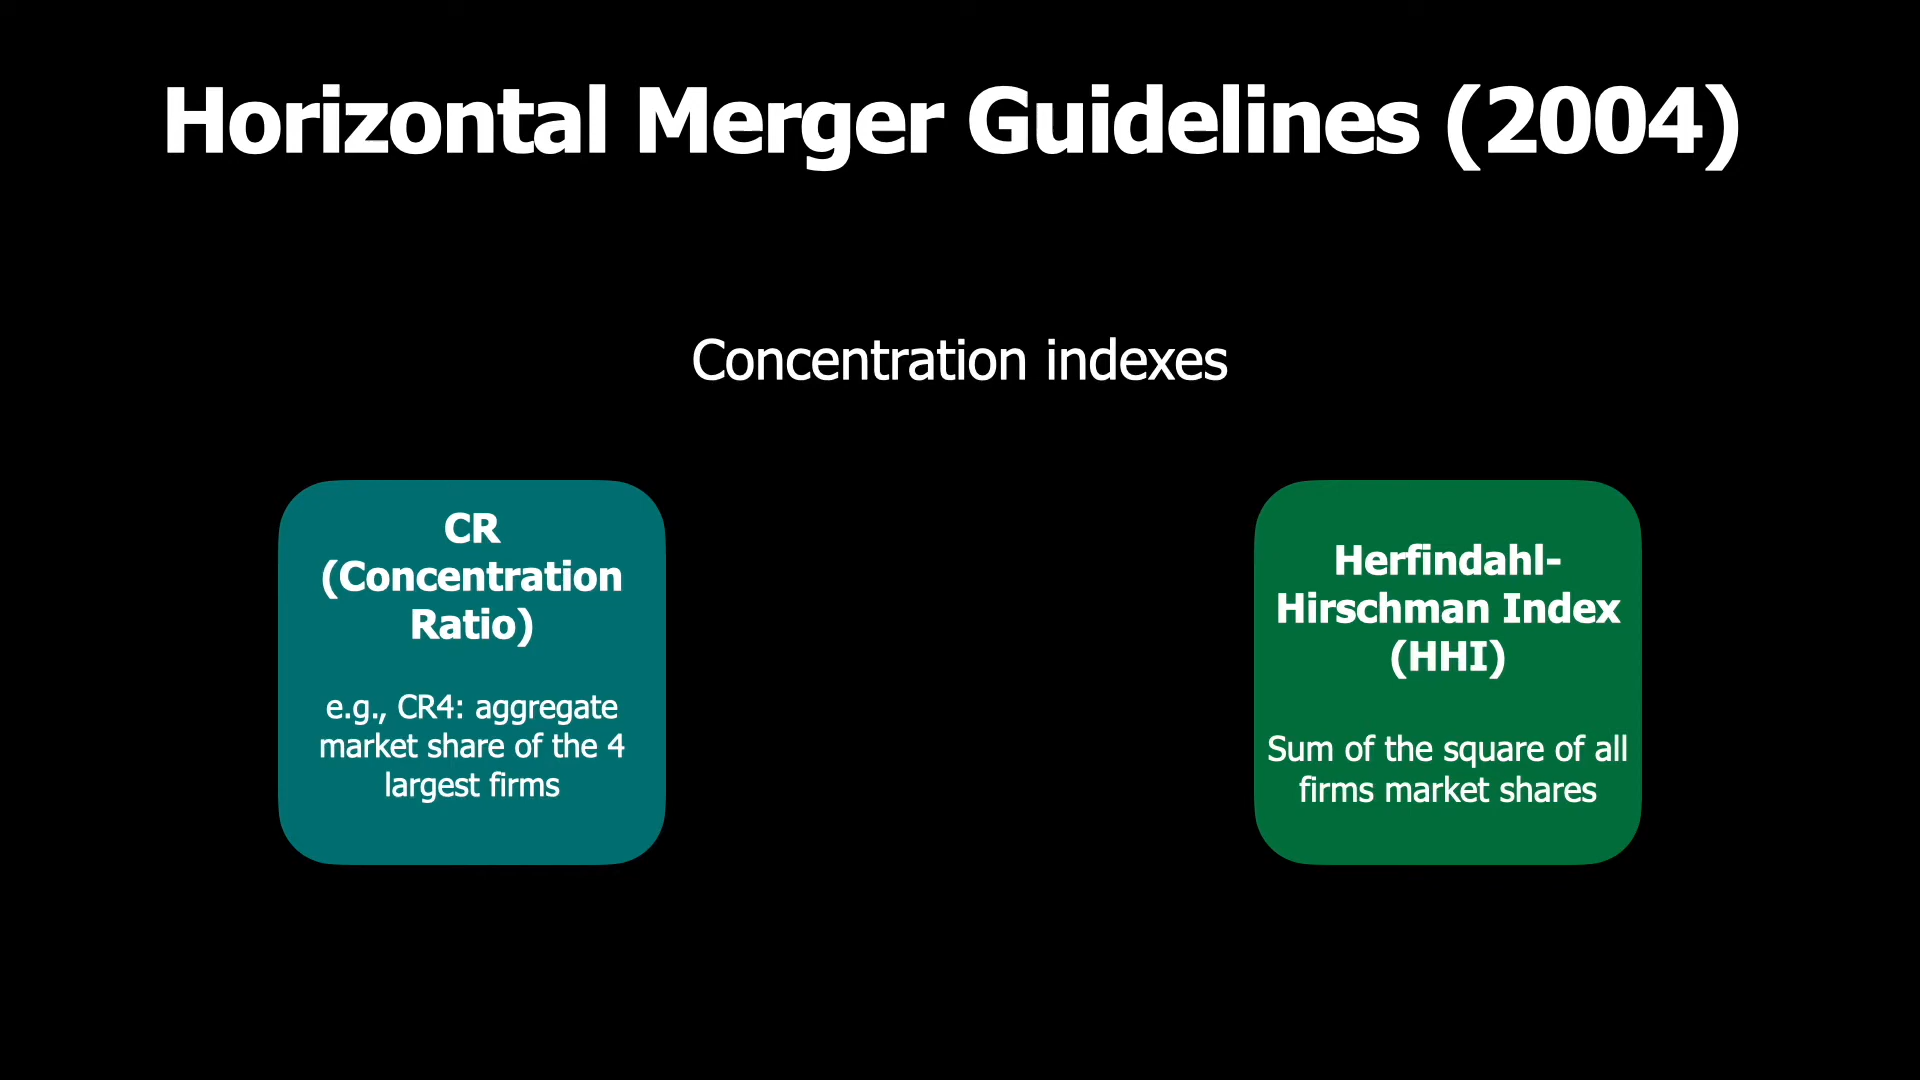 Horizontal Merger Guidelines (2004)
Concentration indexes
CR
(Concentration
Ratio)
e.g., CR4: aggregate
market share of the 4
largest firms
Herfindahl-
Hirschman Index
(HHI)
Sum of the square of all
firms market shares